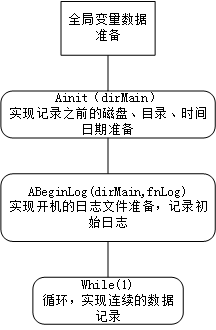 全局变量数据
准备
Ainit（dirMain）
实现记录之前的磁盘、目录、时间
日期准备
ABeginLog(dirMain,fnLog)
实现开机的日志文件准备，记录初
始日志
While(1)
循环，实现连续的数据
记录